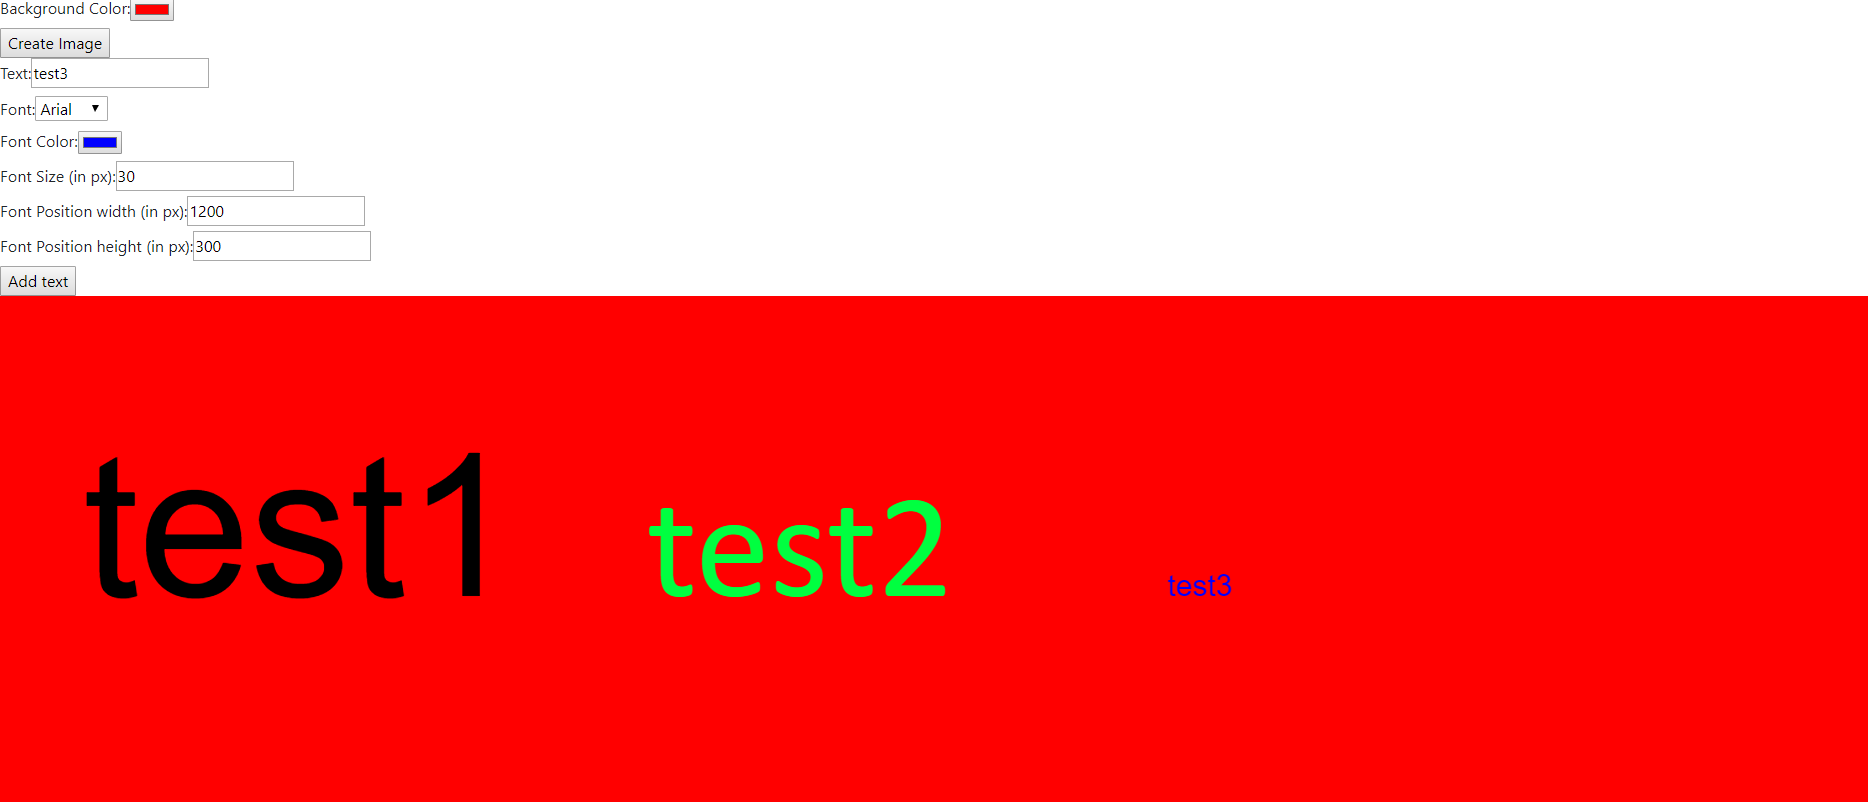 Background Color:
Create Image
Text:test3
Font:Arial
Font Color:
Font Size (in px):30
Font Position width (in px):1200
Font Position height (in px):300
Add text
test1 test2 test3